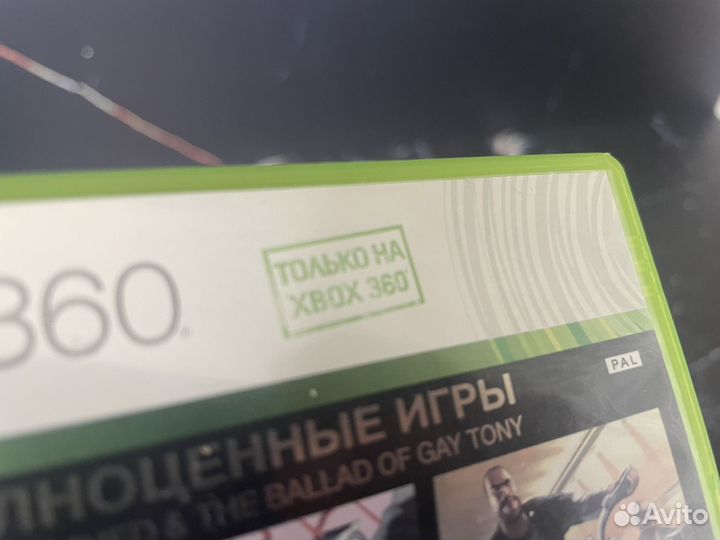 360
ТОЛЬКО НА
XBOX 360
PAL
ЛНОЦЕННЫЕ ИГРЫ
& THE BALLAD OF GAY TONY
Avito